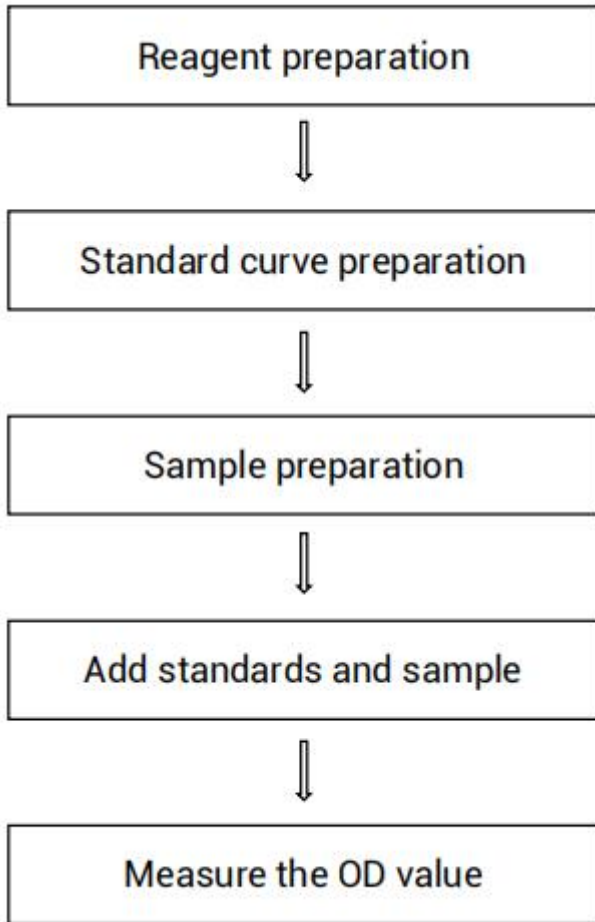 Reagent preparation
Standard curve preparation
Sample preparation
Add standards and sample
Measure the OD value